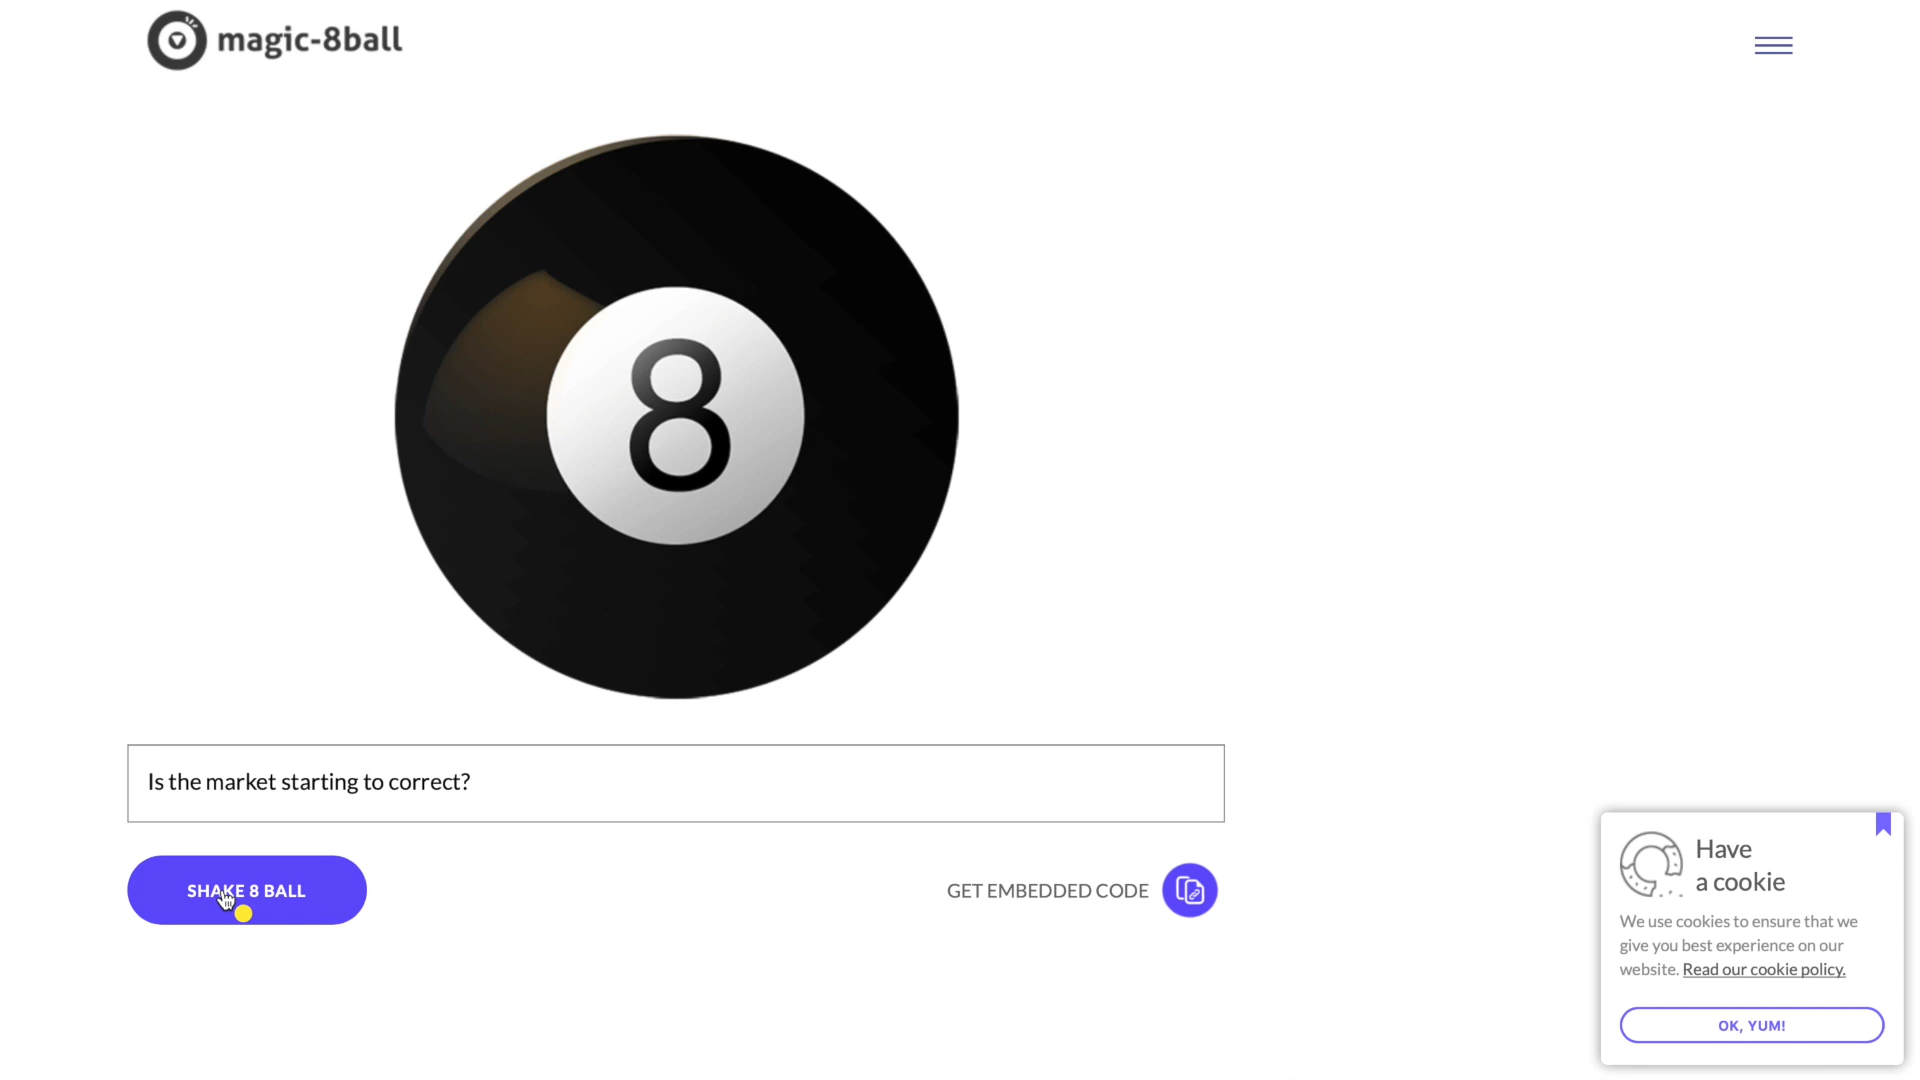 magic-8ball
8
Is the market starting to correct?
SHAKE 8 BALL
GET EMBEDDED CODE
Have
a cookie
We use cookies to ensure that we
give you best experience on our
website. Read our cookie policy.
OK, YUM!